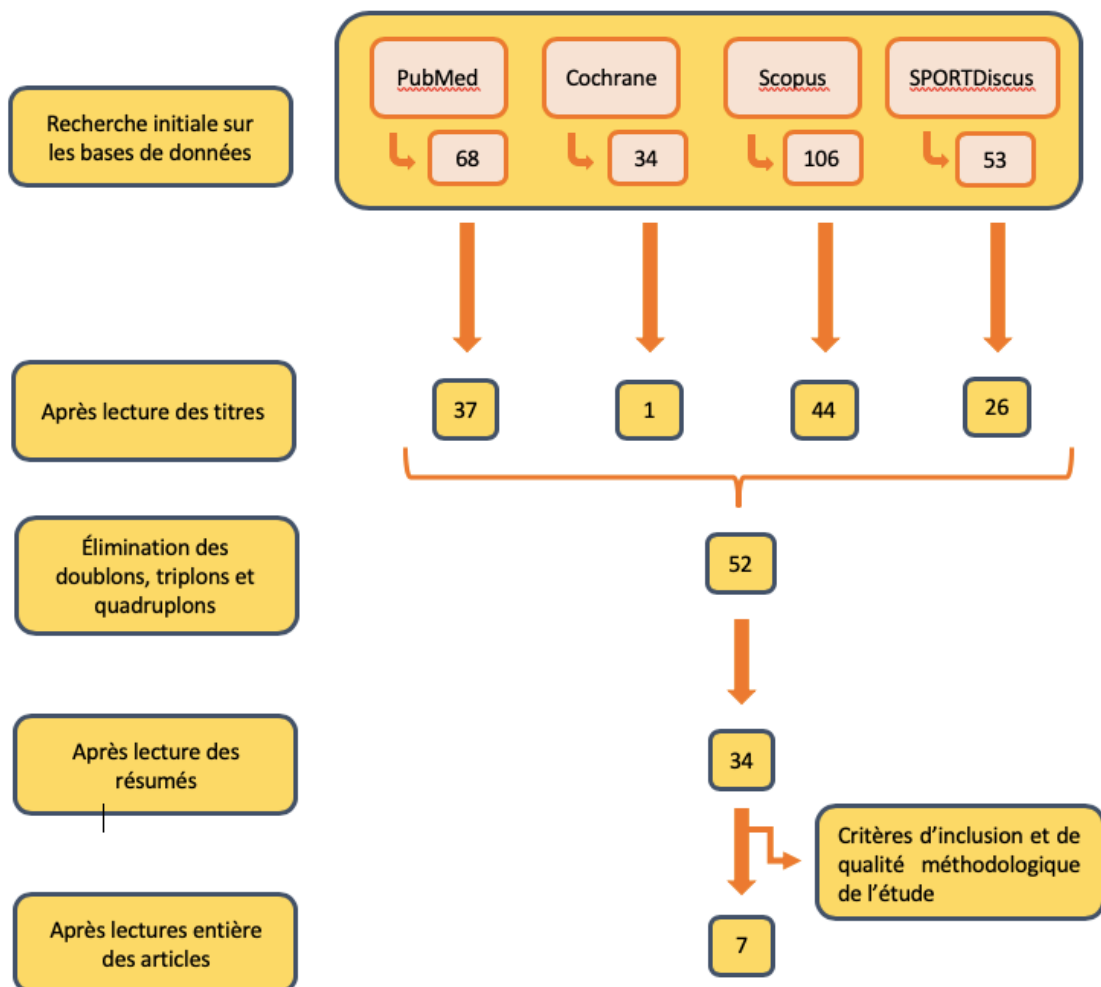 PubMed
Cochrane
Scopus
SPORTDiscus
Recherche initiale sur
les bases de données
68
34
106
53
Après lecture des titres
37
1
44
26
Élimination des
doublons, triplons et
quadruplons
52
Après lecture des
résumés
34
Critères d’inclusion et de
qualité méthodologique
de l’étude
Après lectures entière
des articles
7